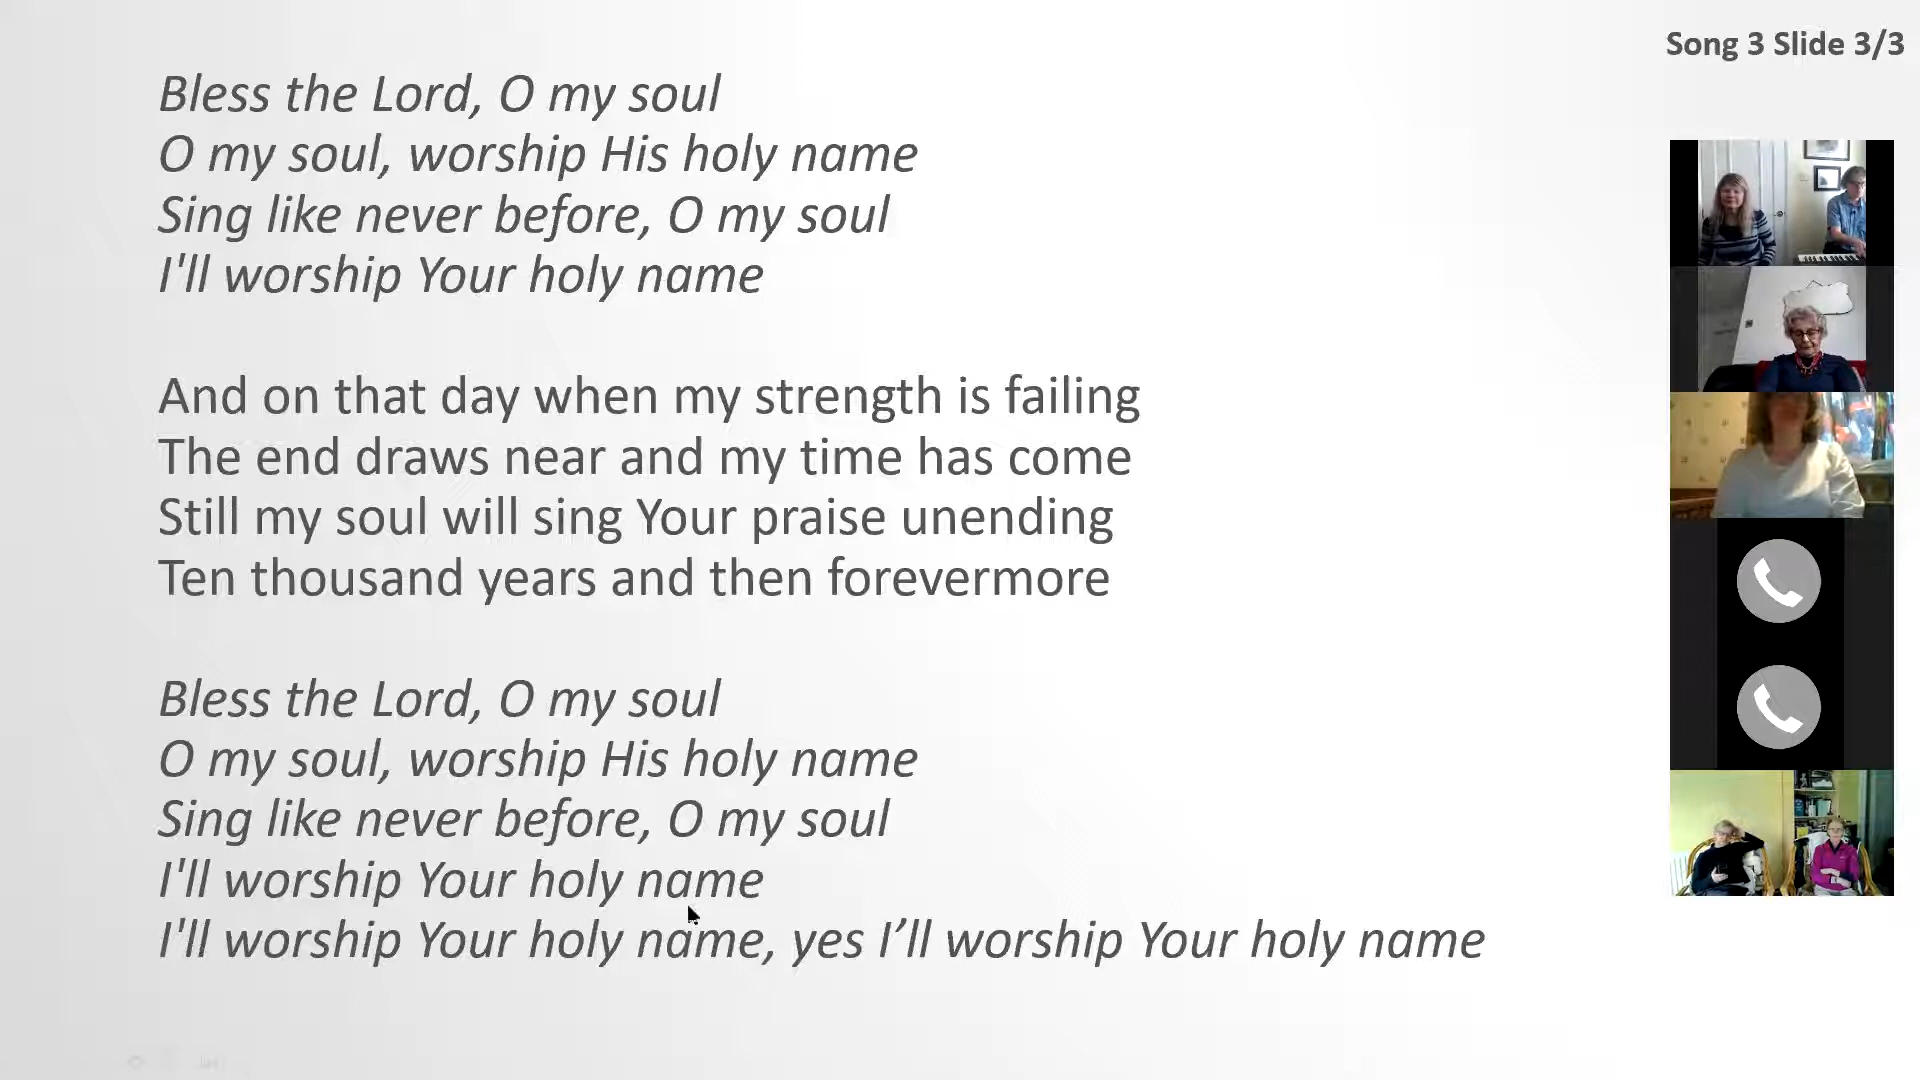 Song 3 Slide 3/3
Bless the Lord, O my soul
O my soul, worship His holy name
Sing like never before, O my soul
I'll worship Your holy name
And on that day when my strength is failing
The end draws near and my time has come
Still my soul will sing Your praise unending
Ten thousand years and then forevermore
Bless the Lord, O my soul
O my soul, worship His holy name
Sing like never before, O my soul
I'll worship Your holy name
I'll worship Your holy name, yes I’ll worship Your holy name